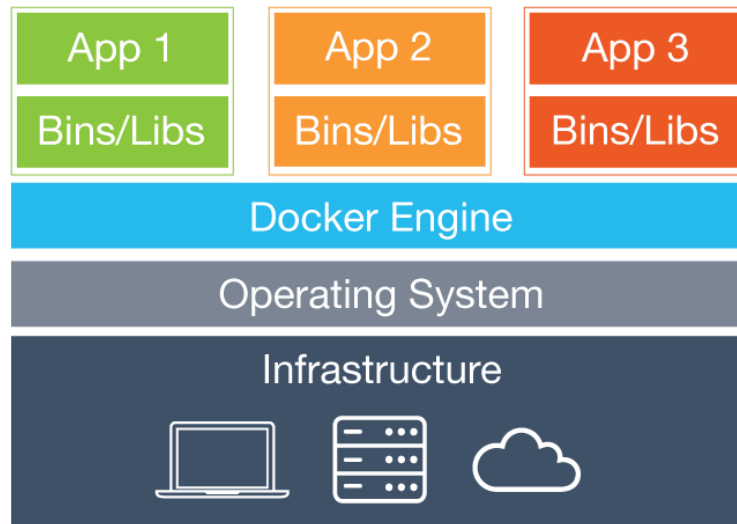 App 1
App 2
App 3
Bins/Libs
Bins/Libs
Bins/Libs
Docker Engine
Operating System
Infrastructure